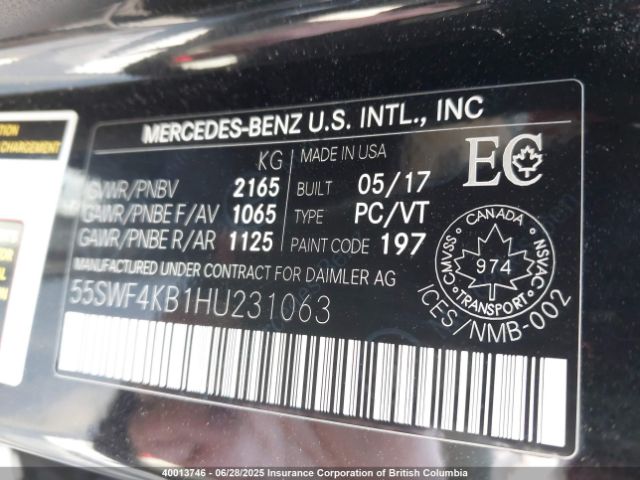 MERCEDES-BENZ U.S. INTL., INC
KG
GVWR/PNBV 2165
GAWR/PNBE F/AV 1065
GAWR/PNBE R/AR 1125
MADE IN USA
BUILT 05/17
TYPE PC/VT
PAINT CODE 197
EC
MANUFACTURED UNDER CONTRACT FOR DAIMLER AG
55SWF4KB1HU231063
CANADA
CMVSS 974 NSVAC
TRANSPORT
ICES/NMB-002
CHARGEMENT
40013746 - 06/28/2025 Insurance Corporation of British Columbia